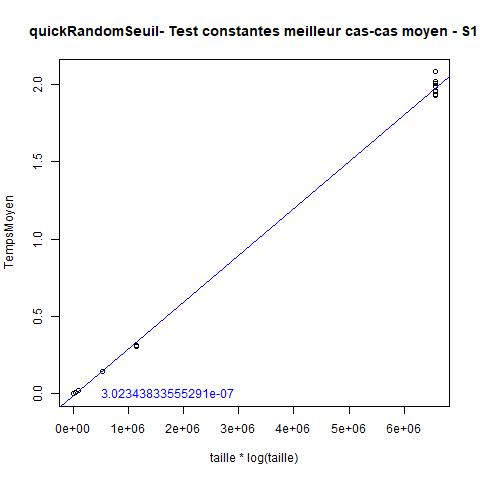 quickRandomSeuil- Test constantes meilleur cas-cas moyen - S1
TempsMoyen
2.0
1.5
1.0
0.5
0.0
3.02343833555291e-07
0e+00 1e+06 2e+06 3e+06 4e+06 5e+06 6e+06
taille * log(taille)